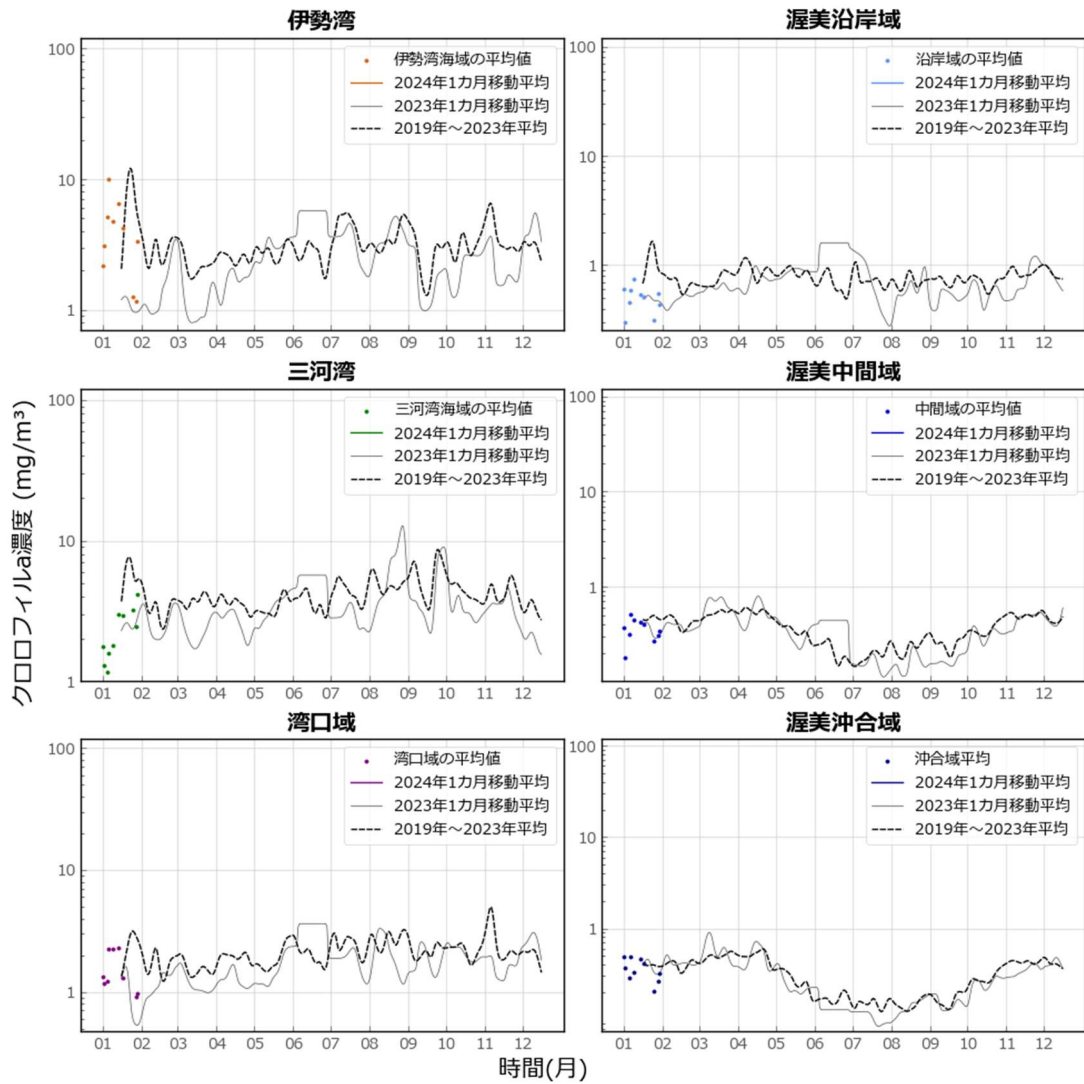 伊勢湾
100
10
1
伊勢湾海域の平均値
2024年1カ月移動平均
2023年1カ月移動平均
2019年～2023年平均
01 02 03 04 05 06 07 08 09 10 11 12
渥美沿岸域
100
10
1
沿岸域の平均値
2024年1カ月移動平均
2023年1カ月移動平均
2019年～2023年平均
01 02 03 04 05 06 07 08 09 10 11 12
クロロフィルa濃度 (mg/m³)
三河湾
100
10
1
三河湾海域の平均値
2024年1カ月移動平均
2023年1カ月移動平均
2019年～2023年平均
01 02 03 04 05 06 07 08 09 10 11 12
渥美中間域
100
10
1
中間域の平均値
2024年1カ月移動平均
2023年1カ月移動平均
2019年～2023年平均
01 02 03 04 05 06 07 08 09 10 11 12
湾口域
100
10
1
湾口域の平均値
2024年1カ月移動平均
2023年1カ月移動平均
2019年～2023年平均
01 02 03 04 05 06 07 08 09 10 11 12
渥美沖合域
100
10
1
沖合域平均
2024年1カ月移動平均
2023年1カ月移動平均
2019年～2023年平均
01 02 03 04 05 06 07 08 09 10 11 12
時間(月)